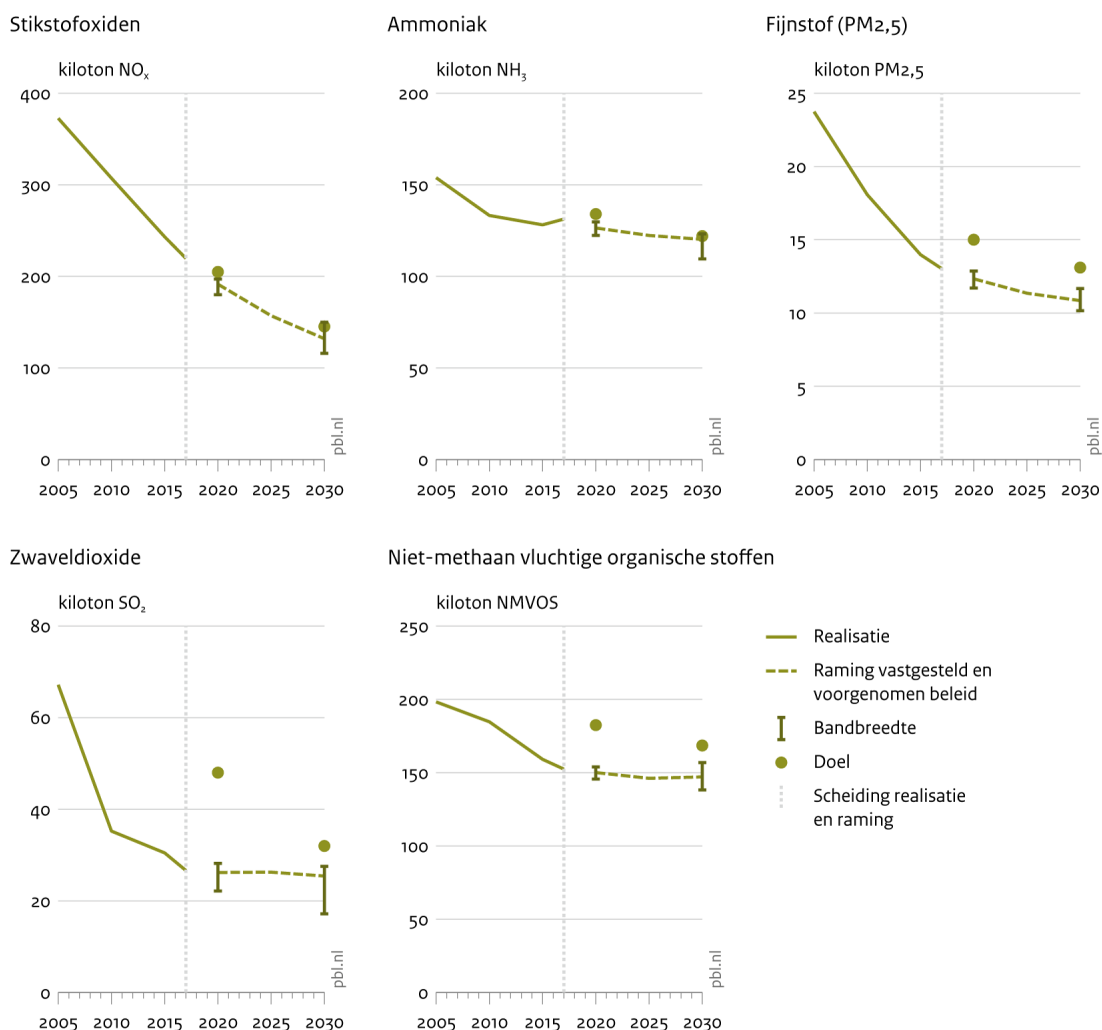 Stikstofoxiden
kiloton NOₓ
400
300
200
100
0
2005 2010 2015 2020 2025 2030
pbl.nl
Ammoniak
kiloton NH₃
200
150
100
50
0
2005 2010 2015 2020 2025 2030
pbl.nl
Fijnstof (PM2,5)
kiloton PM2,5
25
20
15
10
5
0
2005 2010 2015 2020 2025 2030
pbl.nl
Zwaveldioxide
kiloton SO₂
80
60
40
20
0
2005 2010 2015 2020 2025 2030
pbl.nl
Niet-methaan vluchtige organische stoffen
kiloton NMVOS
250
200
150
100
50
0
2005 2010 2015 2020 2025 2030
pbl.nl
Realisatie
Raming vastgesteld en
voorgenomen beleid
Bandbreedte
Doel
Scheiding realisatie
en raming